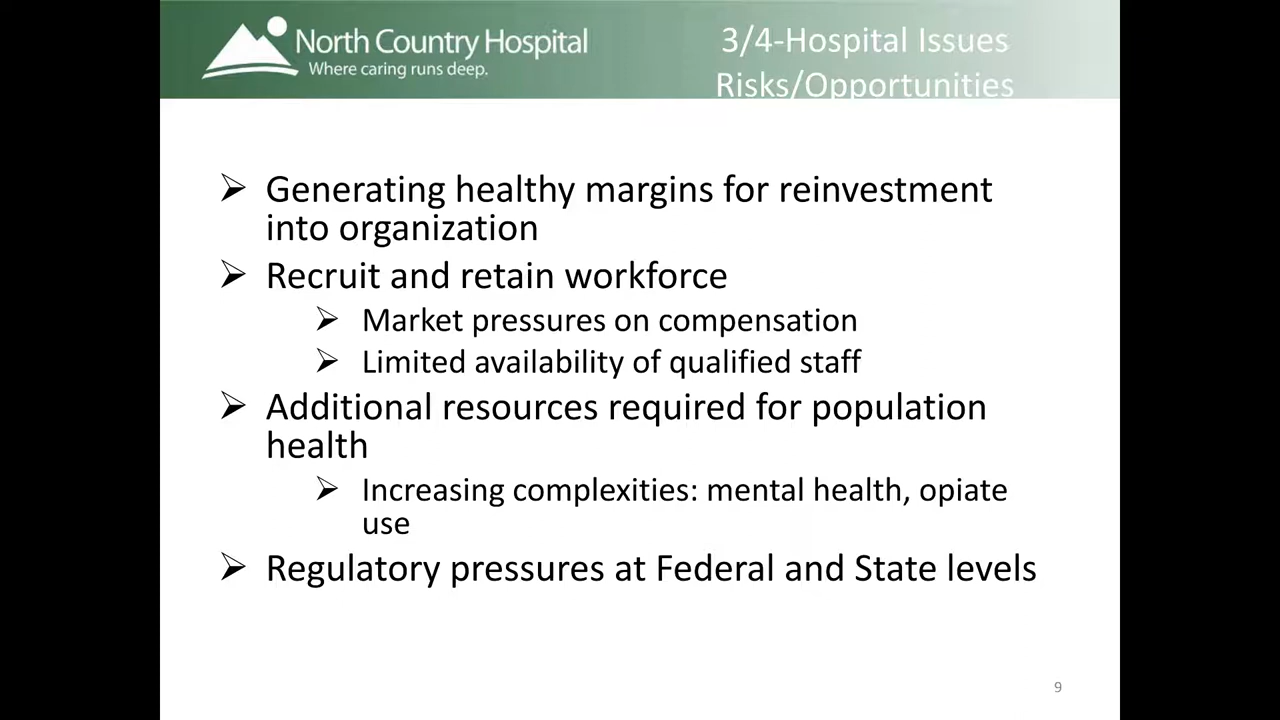 North Country Hospital
Where caring runs deep.
3/4-Hospital Issues
Risks/Opportunities
➢ Generating healthy margins for reinvestment
into organization
➢ Recruit and retain workforce
➢ Market pressures on compensation
➢ Limited availability of qualified staff
➢ Additional resources required for population
health
➢ Increasing complexities: mental health, opiate
use
➢ Regulatory pressures at Federal and State levels
9